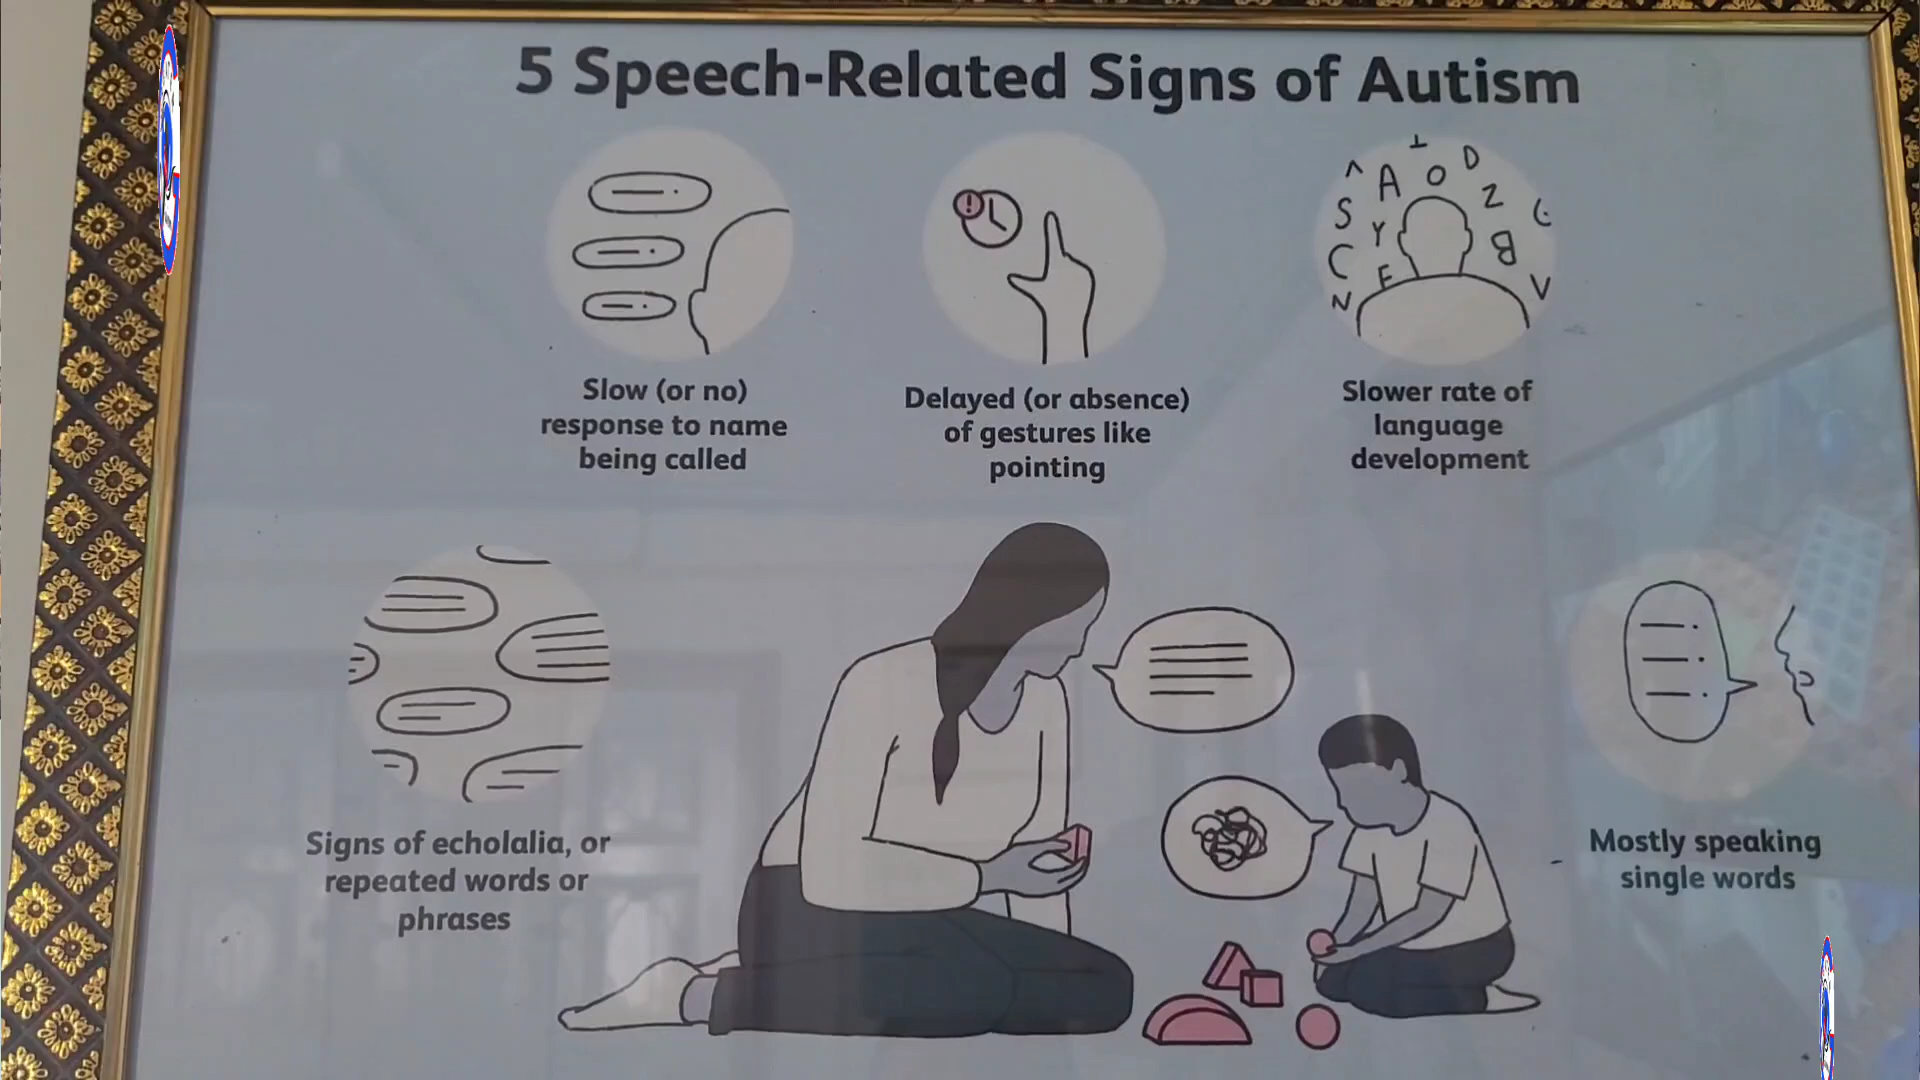 5 Speech-Related Signs of Autism
Slow (or no)
response to name
being called
Delayed (or absence)
of gestures like
pointing
Slower rate of
language
development
Signs of echolalia, or
repeated words or
phrases
Mostly speaking
single words